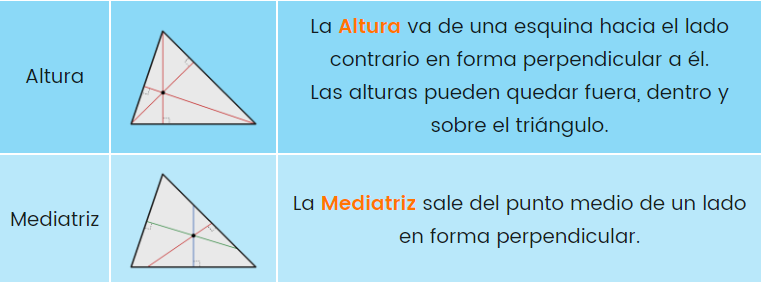 Altura
La Altura va de una esquina hacia el lado
contrario en forma perpendicular a él.
Las alturas pueden quedar fuera, dentro y
sobre el triángulo.
Mediatriz
La Mediatriz sale del punto medio de un lado
en forma perpendicular.